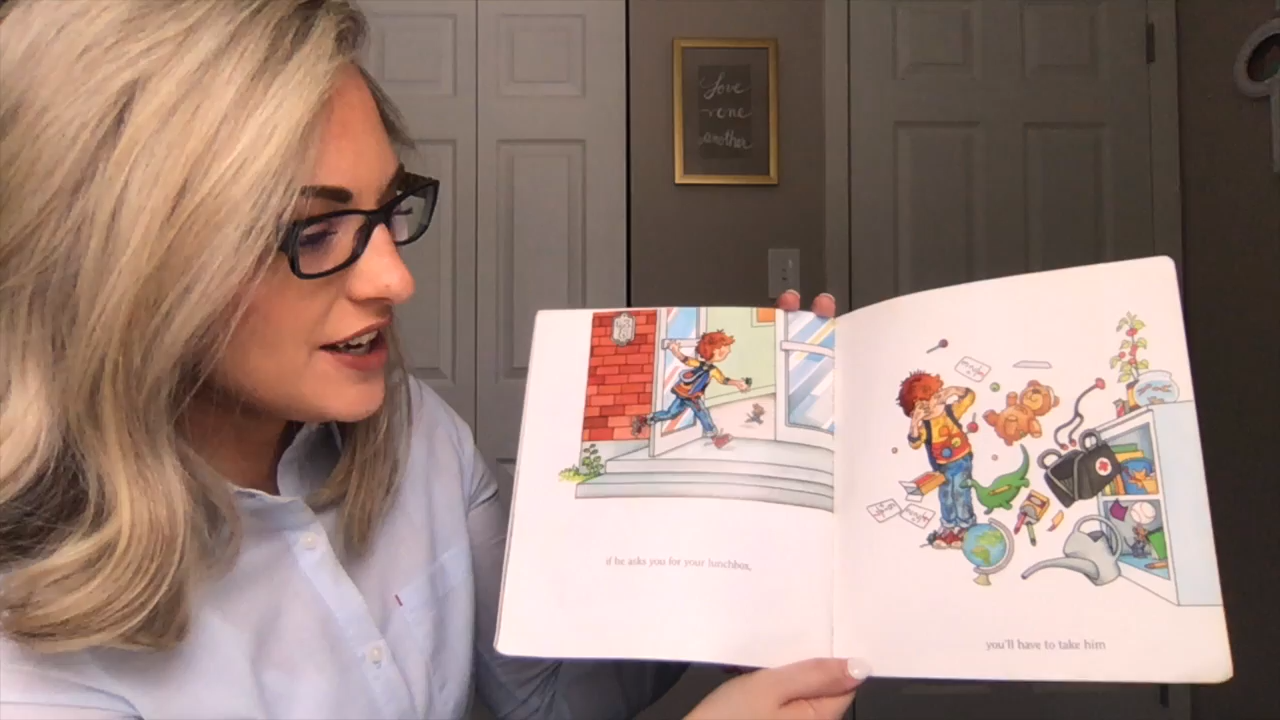 love
one
another
if he asks you for your lunchbox,
you'll have to take him